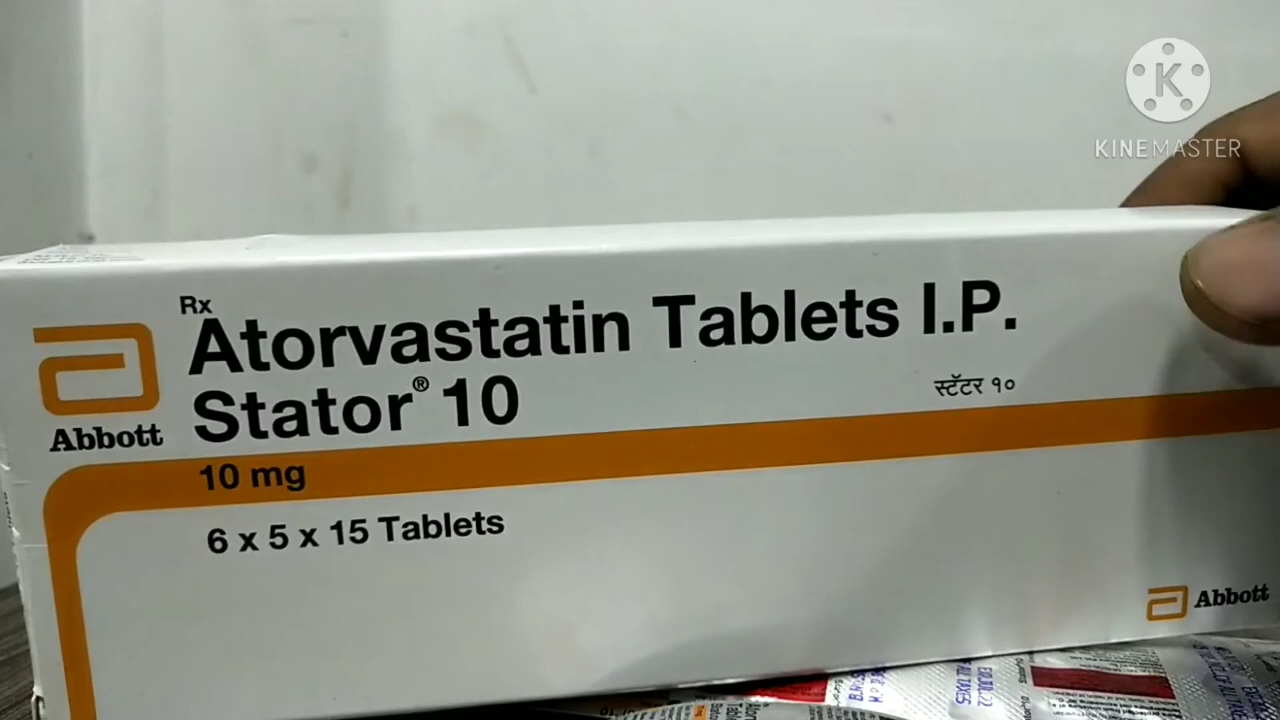 K
KINEMASTER
Rx
Atorvastatin Tablets I.P.
Stator® 10
स्टॅटर १०
Abbott
10 mg
6 x 5 x 15 Tablets
Abbott